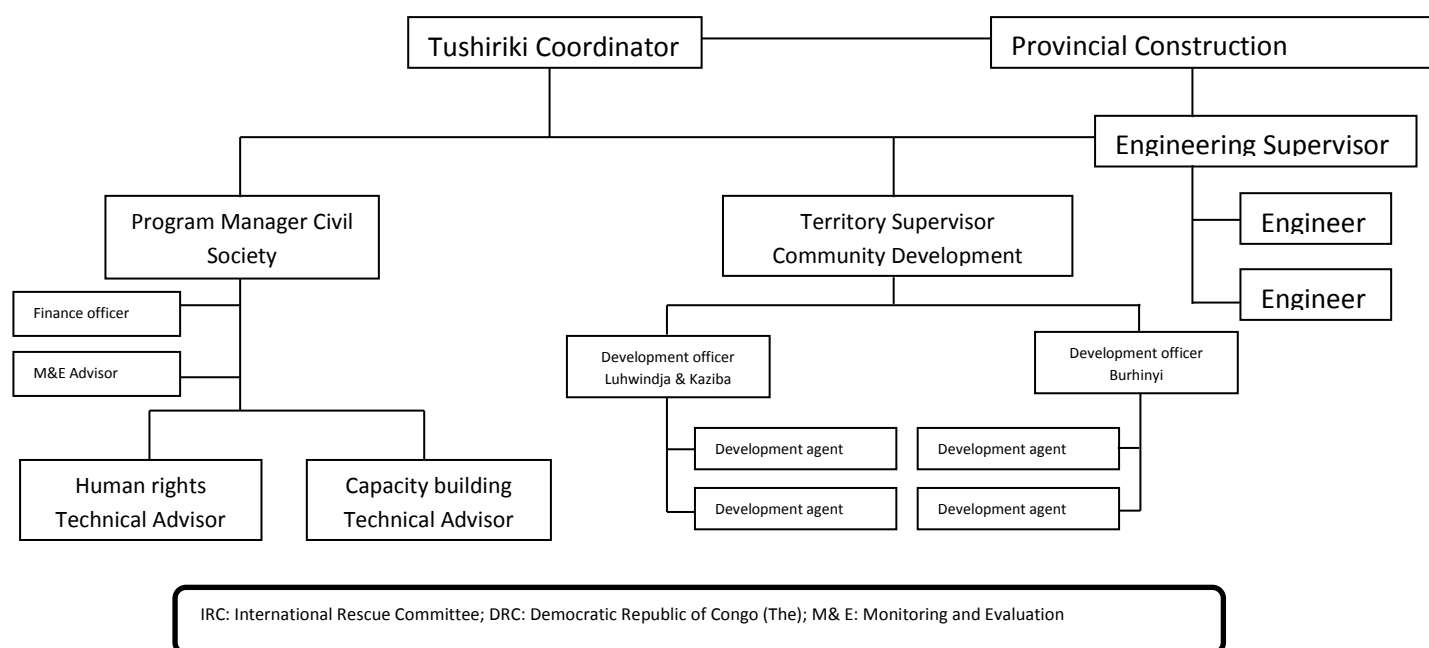 Tushiriki Coordinator
Provincial Construction
Engineering Supervisor
Program Manager Civil
Society
Territory Supervisor
Community Development
Engineer
Engineer
Finance officer
M&E Advisor
Development officer
Luhwindja & Kaziba
Development officer
Burhinyi
Development agent
Development agent
Development agent
Development agent
Human rights
Technical Advisor
Capacity building
Technical Advisor
IRC: International Rescue Committee; DRC: Democratic Republic of Congo (The); M& E: Monitoring and Evaluation